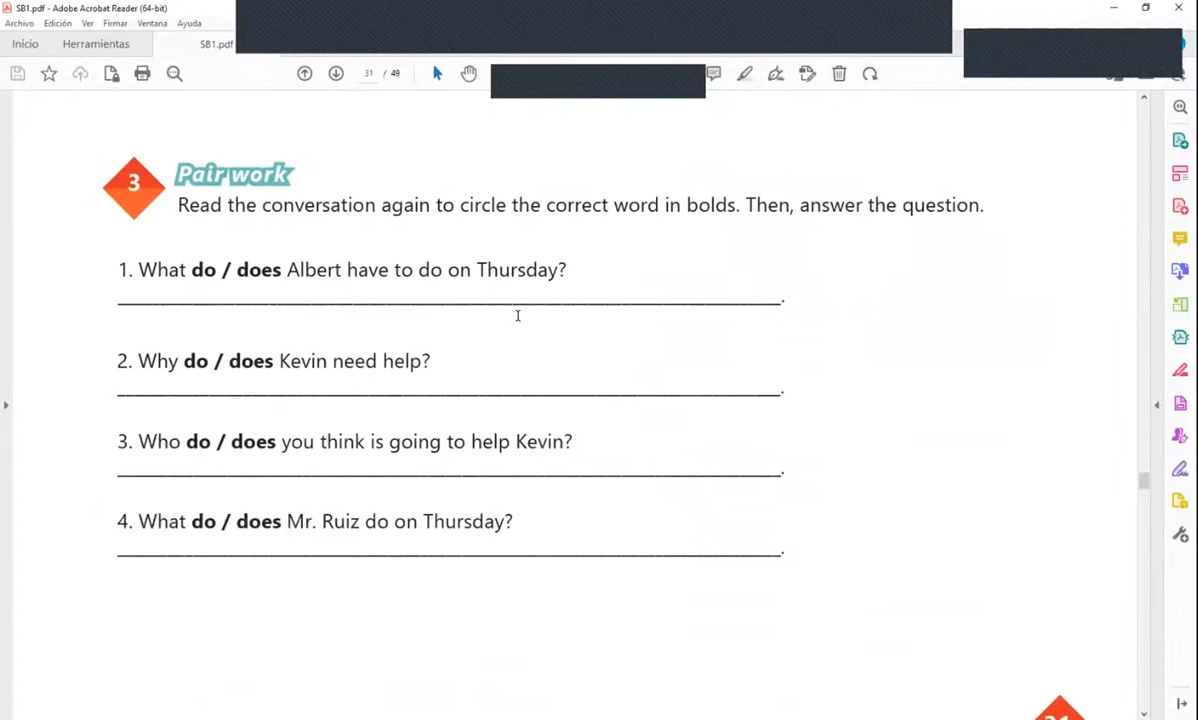 SB1.pdf - Adobe Acrobat Reader (64-bit)
Archivo Edición Ver Firmar Ventana Ayuda
Inicio Herramientas SB1.pdf
31 / 49
3 Pair work
Read the conversation again to circle the correct word in bolds. Then, answer the question.
1. What do / does Albert have to do on Thursday?
2. Why do / does Kevin need help?
3. Who do / does you think is going to help Kevin?
4. What do / does Mr. Ruiz do on Thursday?